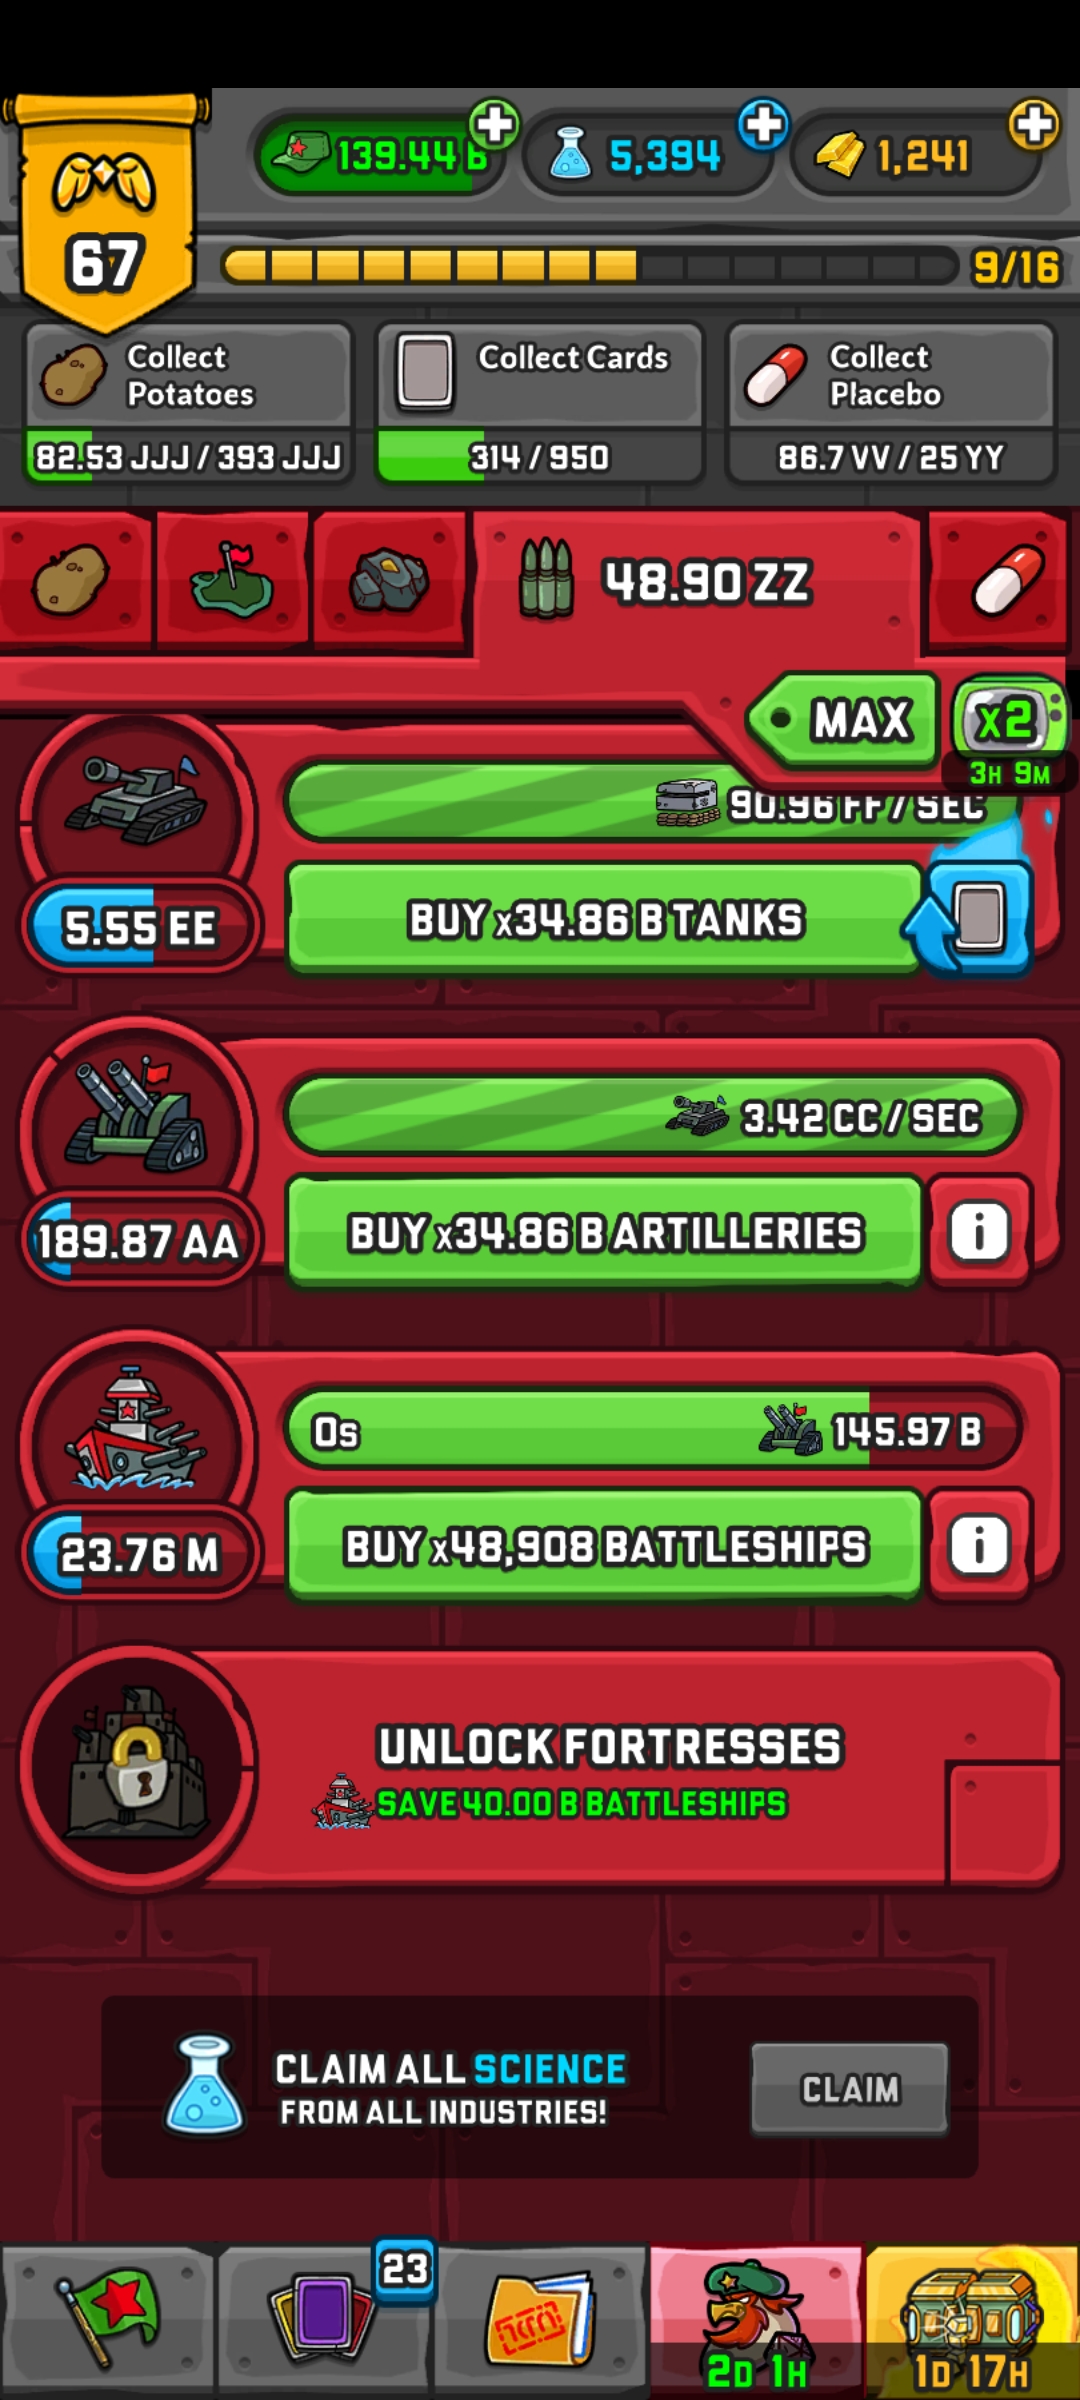 139.44 B
5,394
1,241
67
9/16
Collect
Potatoes
82.53 JJJ / 393 JJJ
Collect Cards
314 / 950
Collect
Placebo
86.7 VV / 25 YY
48.90 ZZ
MAX
x2
3H 9M
90.96 FF / SEC
5.55 EE
BUY x34.86 B TANKS
3.42 CC / SEC
189.87 AA
BUY x34.86 B ARTILLERIES
i
0s
145.97 B
23.76 M
BUY x48,908 BATTLESHIPS
i
UNLOCK FORTRESSES
SAVE 40.00 B BATTLESHIPS
CLAIM ALL SCIENCE
FROM ALL INDUSTRIES!
CLAIM
23
2D 1H
1D 17H